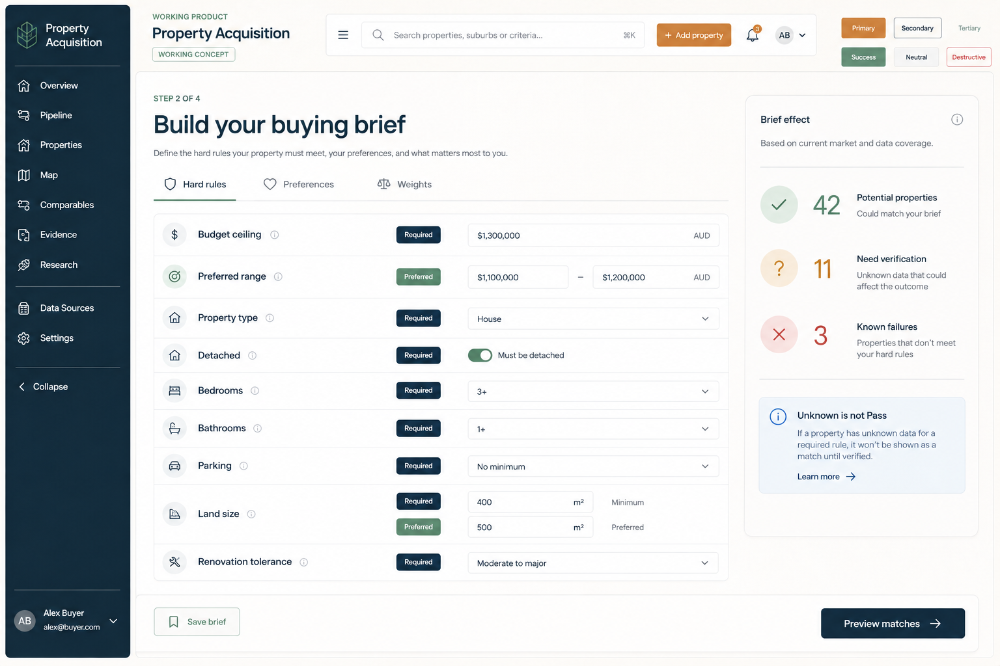 Property
Acquisition
Overview
Pipeline
Properties
Map
Comparables
Evidence
Research
Data Sources
Settings
Collapse
AB
Alex Buyer
alex@buyer.com
WORKING PRODUCT
Property Acquisition
WORKING CONCEPT
Search properties, suburbs or criteria...
⌘K
+ Add property
3
AB
Primary
Secondary
Tertiary
Success
Neutral
Destructive
STEP 2 OF 4
Build your buying brief
Define the hard rules your property must meet, your preferences, and what matters most to you.
Hard rules
Preferences
Weights
$ Budget ceiling Required $1,300,000 AUD
Preferred range Preferred $1,100,000 – $1,200,000 AUD
Property type Required House
Detached Required Must be detached
Bedrooms Required 3+
Bathrooms Required 1+
Parking Required No minimum
Land size
Required 400 m² Minimum
Preferred 500 m² Preferred
Renovation tolerance Required Moderate to major
Save brief
Preview matches
Brief effect
Based on current market and data coverage.
42
Potential properties
Could match your brief
?
11
Need verification
Unknown data that could
affect the outcome
3
Known failures
Properties that don't meet
your hard rules
Unknown is not Pass
If a property has unknown data for a
required rule, it won't be shown as a
match until verified.
Learn more